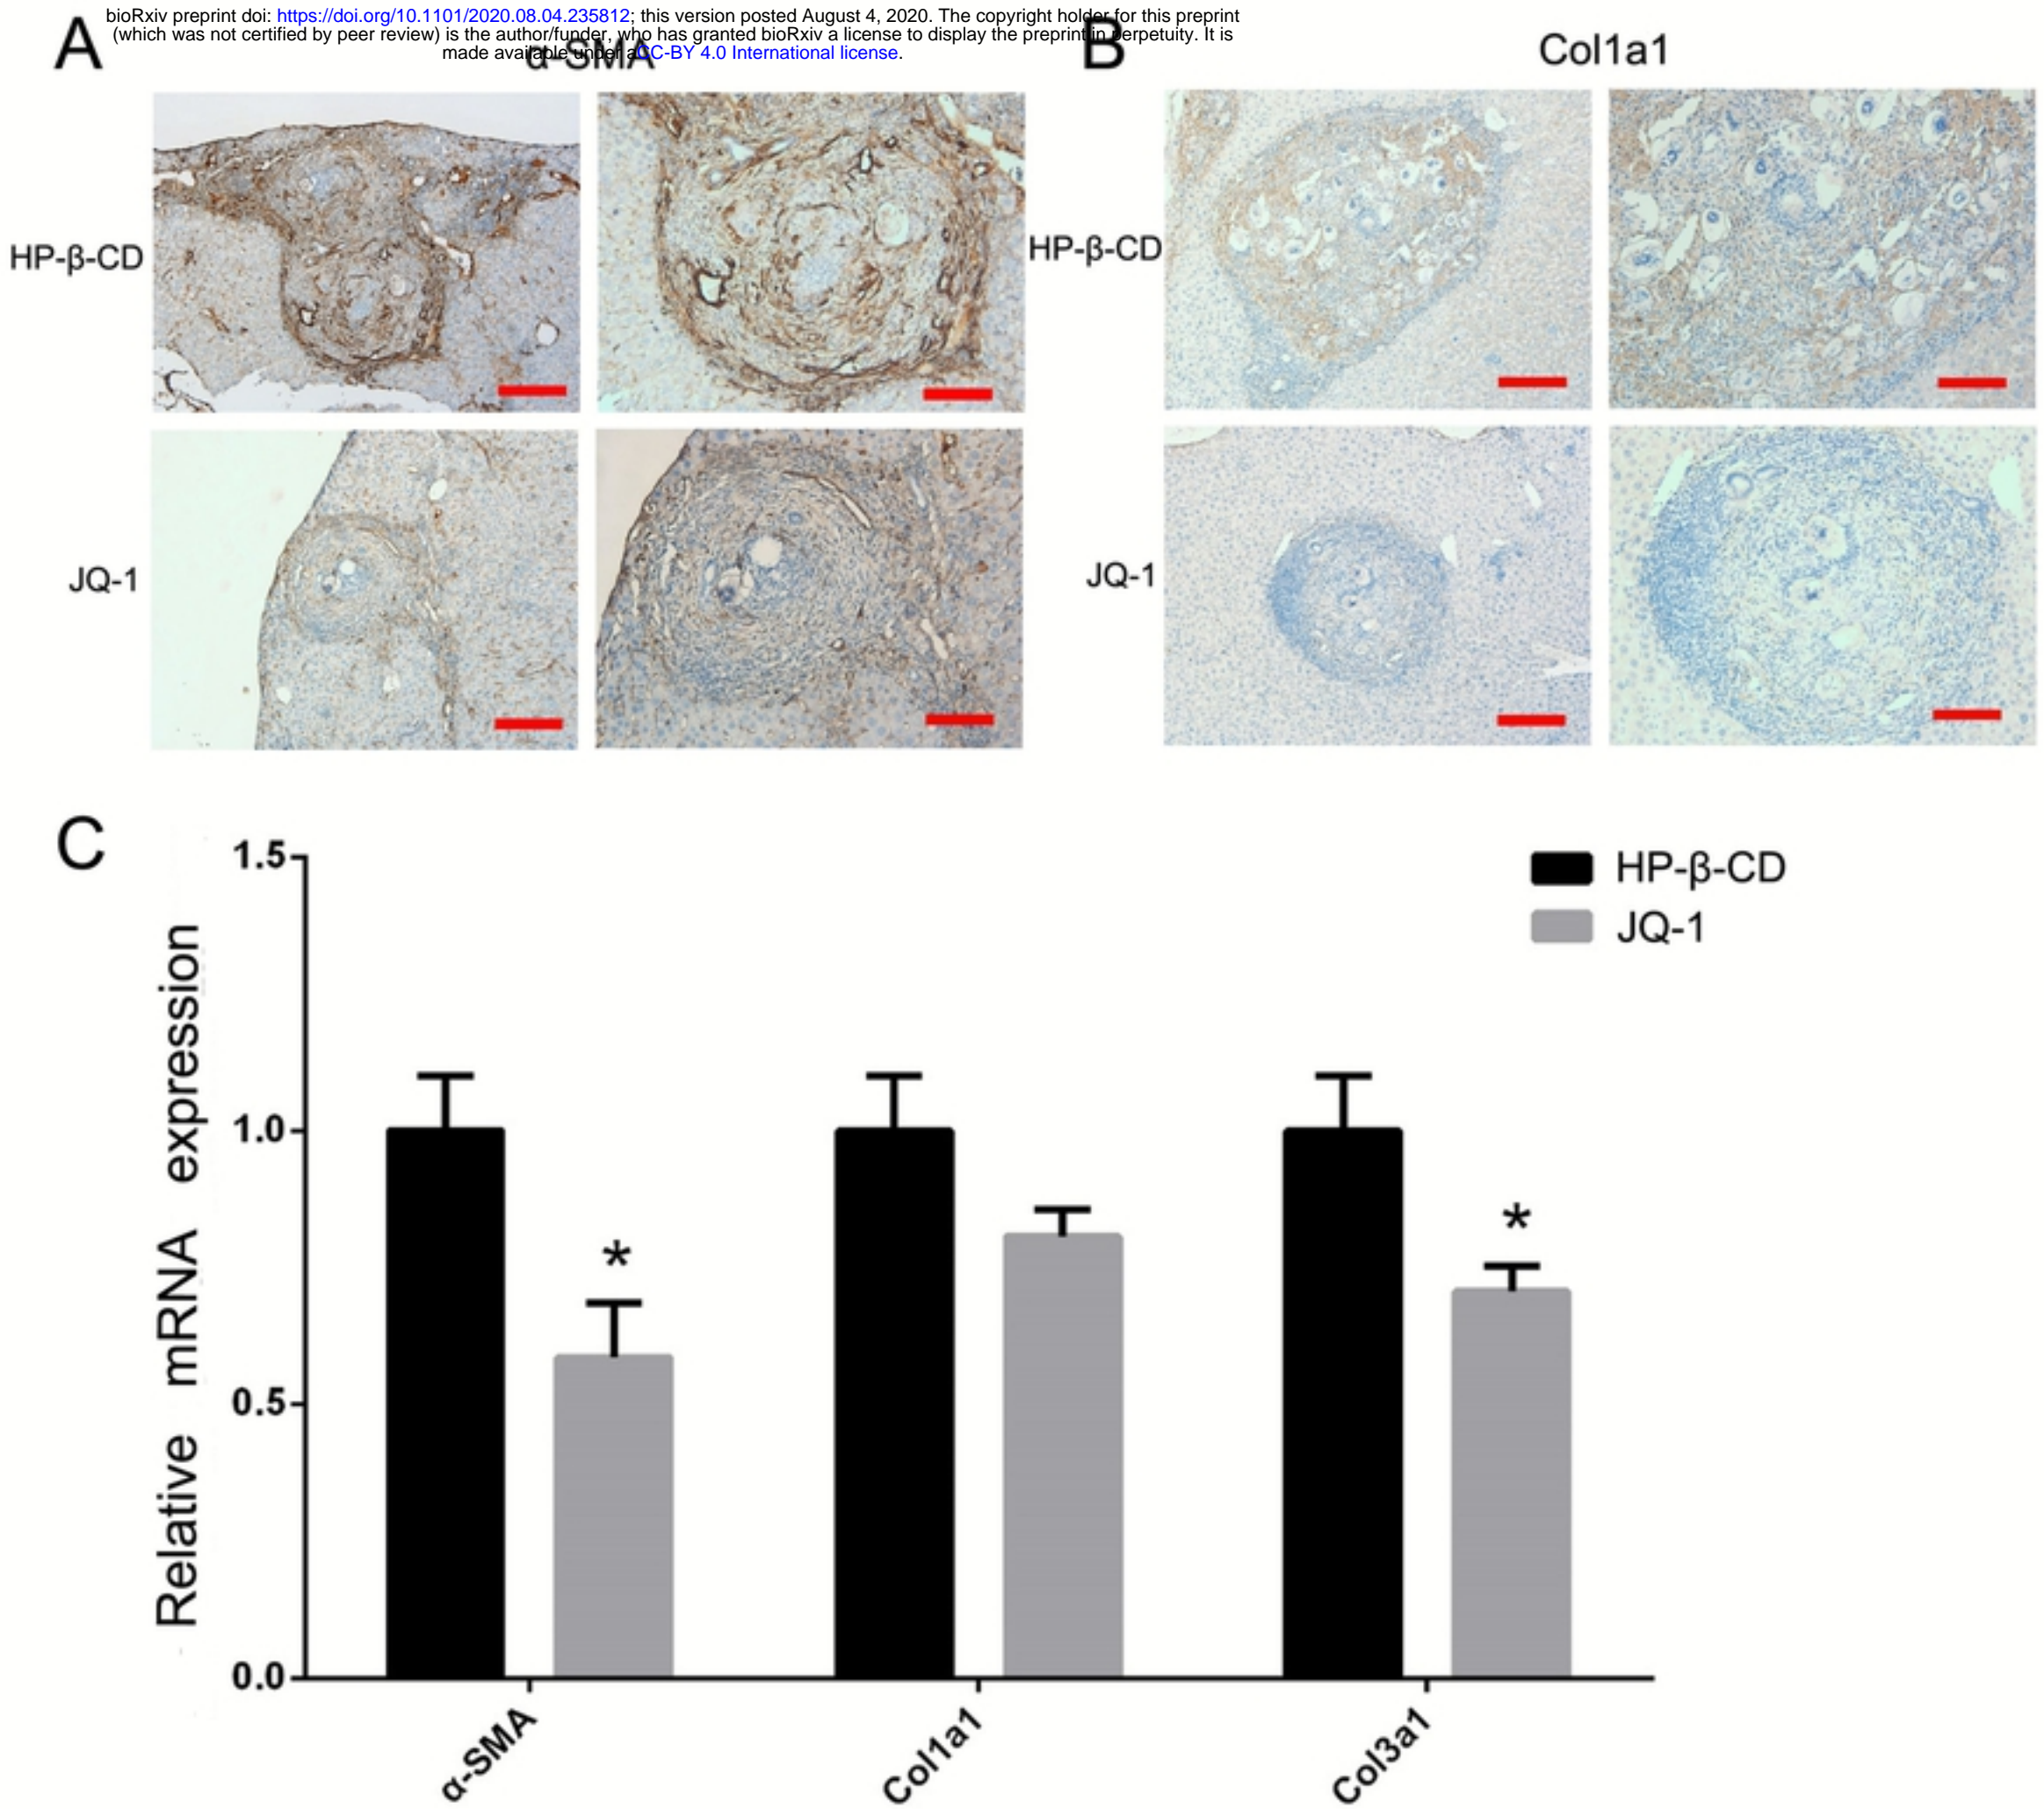 bioRxiv preprint doi: https://doi.org/10.1101/2020.08.04.235812; this version posted August 4, 2020. The copyright holder for this preprint
(which was not certified by peer review) is the author/funder, who has granted bioRxiv a license to display the preprint in perpetuity. It is
made available under aCC-BY 4.0 International license.
A
α-SMA
B
Col1a1
HP-β-CD
HP-β-CD
JQ-1
JQ-1
C
1.5
HP-β-CD
JQ-1
Relative mRNA expression
1.0
*
*
0.5
0.0
α-SMA
Col1a1
Col3a1